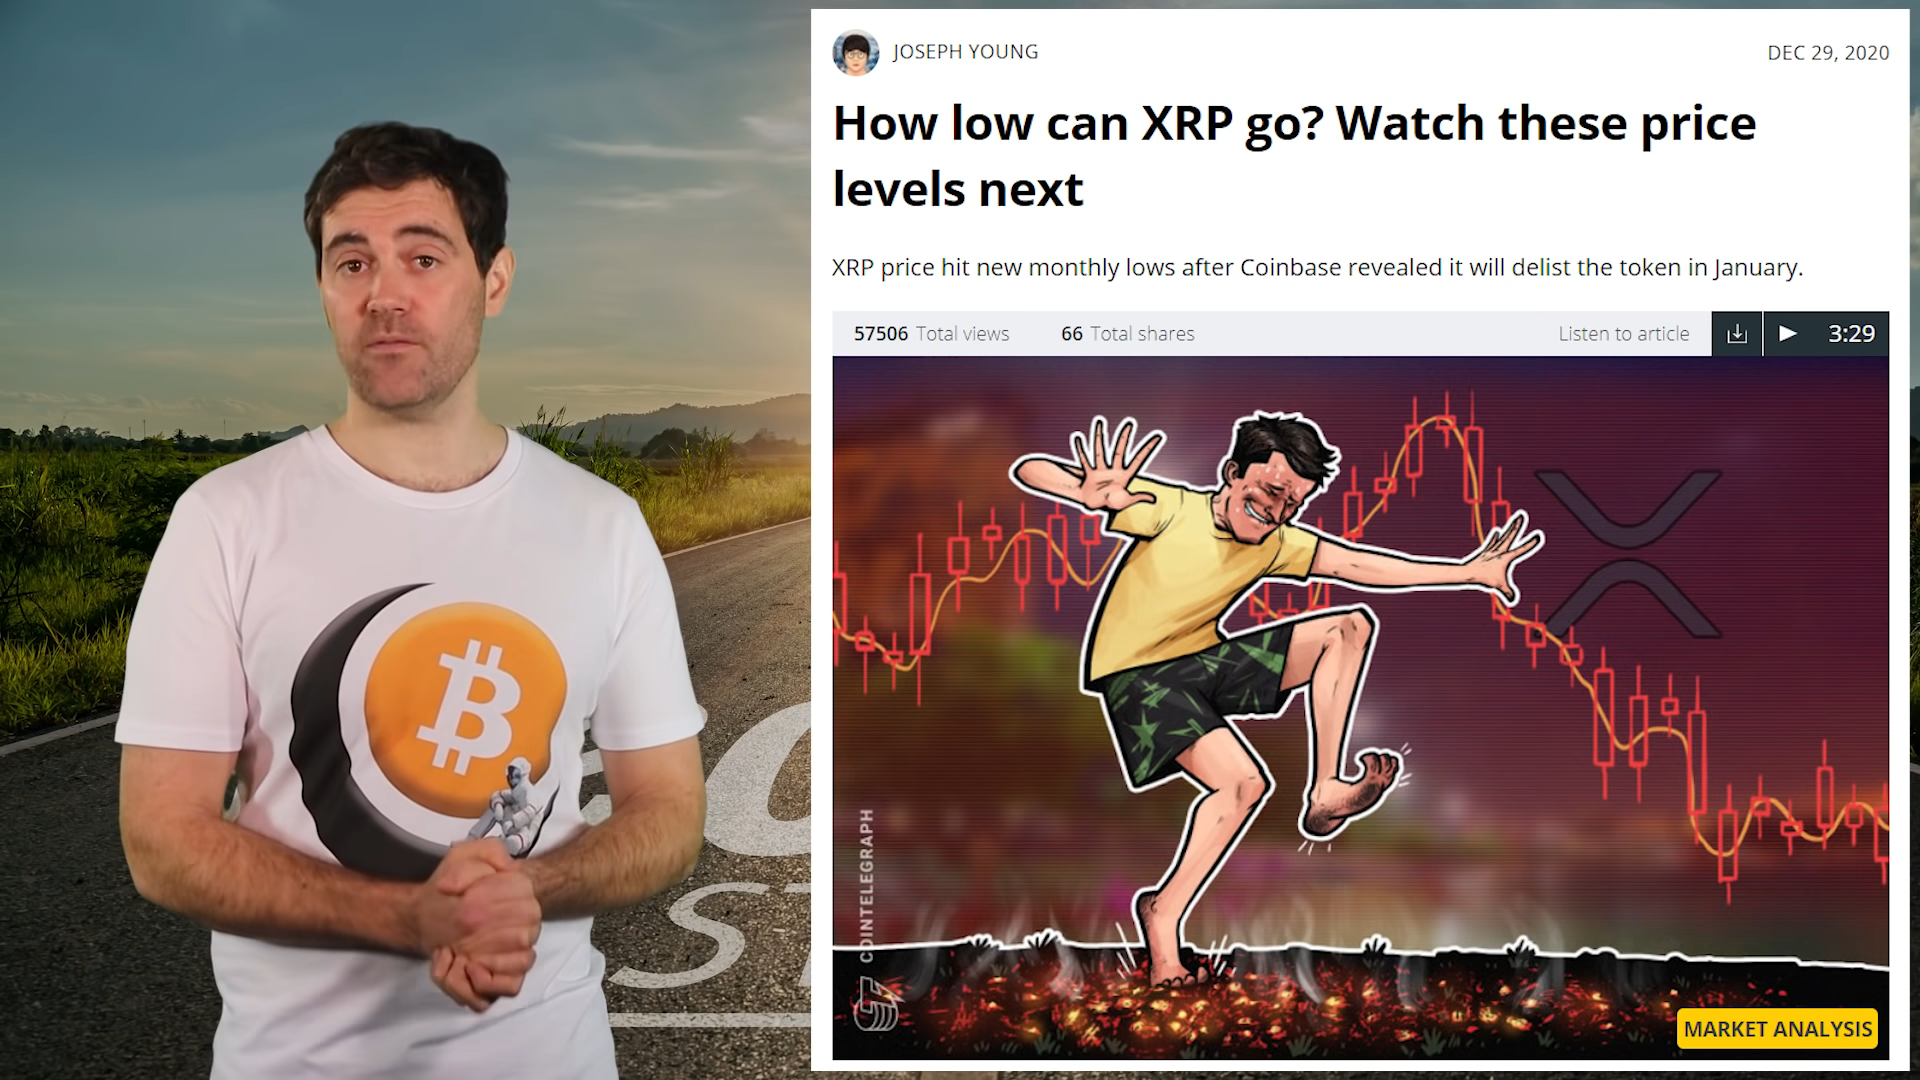 JOSEPH YOUNG
DEC 29, 2020
How low can XRP go? Watch these price
levels next
XRP price hit new monthly lows after Coinbase revealed it will delist the token in January.
57506 Total views
66 Total shares
Listen to article
3:29
COINTELEGRAPH
MARKET ANALYSIS